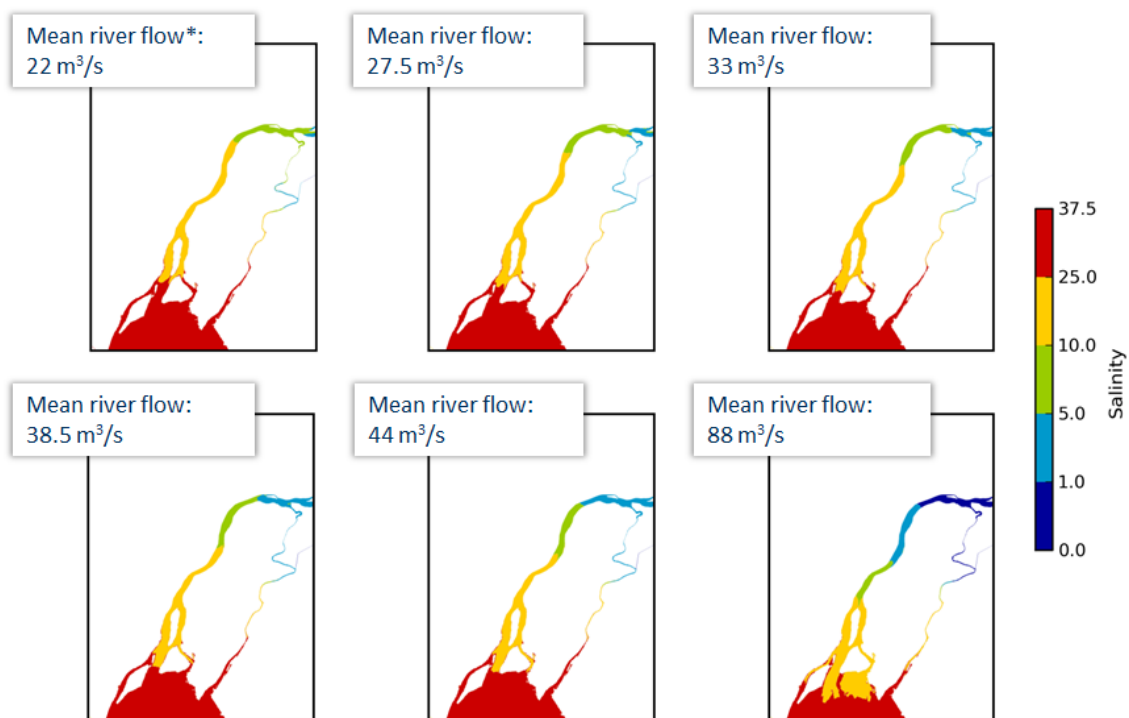 Mean river flow*:
22 m³/s
Mean river flow:
27.5 m³/s
Mean river flow:
33 m³/s
37.5
25.0
10.0
5.0
1.0
0.0
Salinity
Mean river flow:
38.5 m³/s
Mean river flow:
44 m³/s
Mean river flow:
88 m³/s